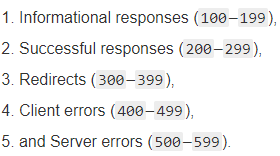 1. Informational responses (100–199),
2. Successful responses (200–299),
3. Redirects (300–399),
4. Client errors (400–499),
5. and Server errors (500–599).